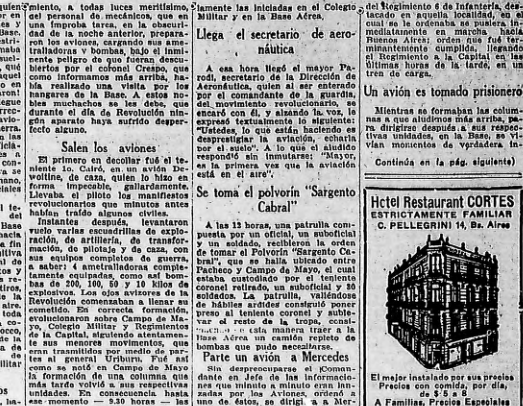 miento, a todas luces meritísimo,
del personal de mecánicos, que en
una ímproba tarea, en la obscuri-
dad de la noche anterior, prepara-
ron los aviones, cargando sus ame-
tralladoras y bombas, bajo el inmi-
nente peligro de que fueran descu-
biertos por el coronel Crespo, que
como informamos más arriba, ha-
bía realizado una visita por los
hangares de la Base. A estos no-
bles muchachos se les debe, que
durante el día de Revolución nin-
gún aparato haya sufrido desper-
fecto alguno.
Salen los aviones
El primero en decollar fué el te-
niente 1o. Cairó, en un avión De-
woitine, de caza, quien lo hizo en
forma impecable, gallardamente.
Llevaba el piloto los manifiestos
revolucionarios que minutos antes
habían traído algunos civiles.
Instantes después, levantaron
vuelo varias escuadrillas de explo-
ración, de artillería, de transfor-
mación, de pilotaje y de caza, con
sus equipos completos de guerra,
a saber: 4 ametralladoras comple-
tamente equipadas, como así bom-
bas de 200, 100, 50 y 10 kilos de
explosivos. Los ojos avizores de la
Revolución comenzaban a llenar su
cometido. En correcta formación,
evolucionaron sobre Campo de Ma-
yo, Colegio Militar y Regimientos
de la Capital, siguiendo atentamen-
te sus menores movimientos, que
eran trasmitidos por medio de par-
tes al general Uriburu. Fué así
como se notó en Campo de Mayo
la formación de una columna, que
más tarde volvió a sus respectivas
unidades. En consecuencia hasta
ese momento — 9.30 horas — las
lamente las iniciadas en el Colegio
Militar y en la Base Aérea.
Llega el secretario de aero-
náutica
A esa hora llegó el mayor Pa-
rodi, secretario de la Dirección de
Aeronáutica, quien al ser enterado
por el comandante de la guardia,
del movimiento revolucionario, se
encaró con él, y alzando la voz, le
expresó textualmente lo siguiente:
"Ustedes, lo que están haciendo es
desprestigiar la aviación, echarla
por el suelo". A lo que el aludido
respondió sin inmutarse: "Mayor,
es la primera vez que la aviación
está en el aire".
Se toma el polvorín "Sargento
Cabral"
A las 13 horas, una patrulla com-
puesta por un oficial, un suboficial
y un soldado, recibieron la orden
de tomar el Polvorín "Sargento Ca-
bral", que se halla ubicado entre
Pacheco y Campo de Mayo, el cual
estaba custodiado por el teniente
coronel retirado, un suboficial y 20
soldados. La patrulla, valiéndose
de hábiles ardides consiguió poner
preso al teniente coronel y suble-
var el resto de la tropa,
esta manera traer a la
Base Aérea un camión repleto de
bombas que pudo necesitarse.
Parte un avión a Mercedes
Sin despreocuparse el Coman-
dante en Jefe de las informacio-
nes que minuto a minuto eran lan-
zadas por los Aviones, ordenó a
uno de éstos, se dirigi a Mer-
del Regimiento 6 de Infantería, des-
tacado en aquella localidad, en la
cual se le ordenaba se pusiera in-
mediatamente en marcha hacia
Buenos Aires; orden que fué ter-
minantemente cumplida, llegando
el Regimiento a la Capital en las
últimas horas de la tarde, en un
tren de carga.
Un avión es tomado prisionero
Mientras se formaban las colum-
nas a que aludimos más arriba, pa-
ra dirigirse después a sus respec-
tivas unidades, en la Base, se vi-
vían momentos de verdadera in-
Continúa en la pág. siguiente)
Hotel Restaurant CORTES
ESTRICTAMENTE FAMILIAR
C. PELLEGRINI 14, Bs. Aires
El mejor instalado por sus precios
Precios con comida, por día,
de $ 5 a 8
A Familias, Precios Especiales